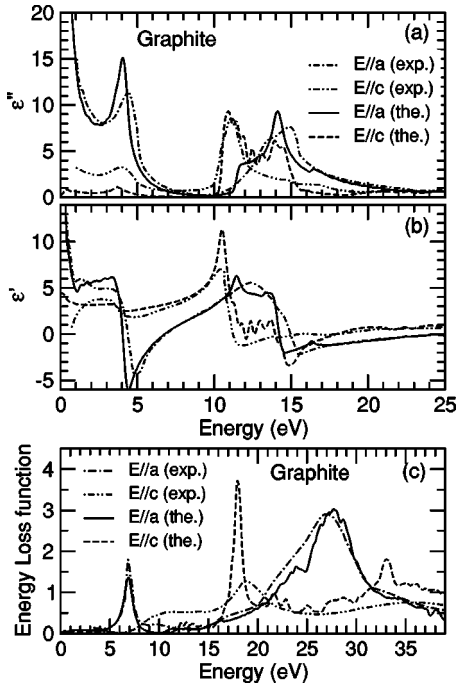 20
15
10
5
0
ε''
Graphite
(a)
E//a (exp.)
E//c (exp.)
E//a (the.)
E//c (the.)
10
5
0
-5
ε'
(b)
0 5 10 15 20 25
Energy (eV)
4
3
2
1
0
Energy Loss function
E//a (exp.)
E//c (exp.)
E//a (the.)
E//c (the.)
Graphite
(c)
0 5 10 15 20 25 30 35
Energy (eV)